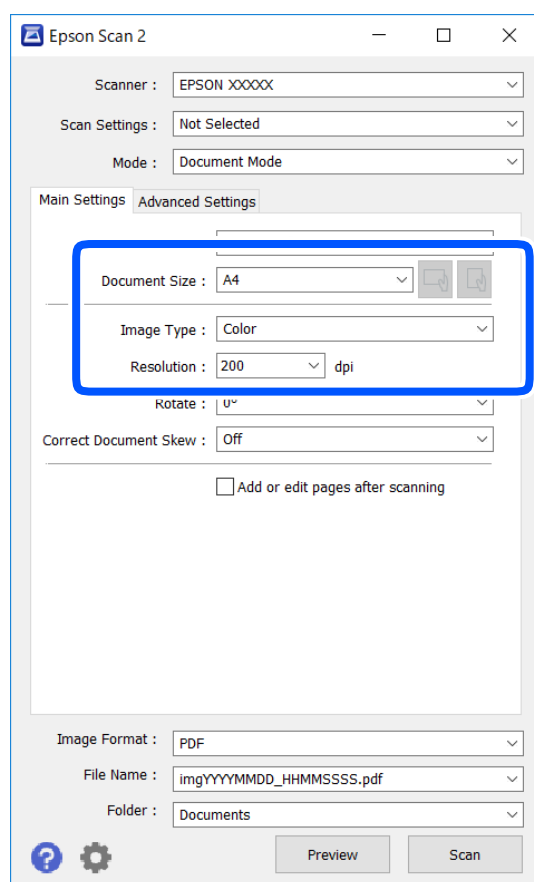 Epson Scan 2
Scanner : EPSON XXXXX
Scan Settings : Not Selected
Mode : Document Mode
Main Settings Advanced Settings
Document Size : A4
Image Type : Color
Resolution : 200 dpi
Rotate : 0°
Correct Document Skew : Off
Add or edit pages after scanning
Image Format : PDF
File Name : imgYYYYMMDD_HHMMSSSS.pdf
Folder : Documents
? Preview Scan